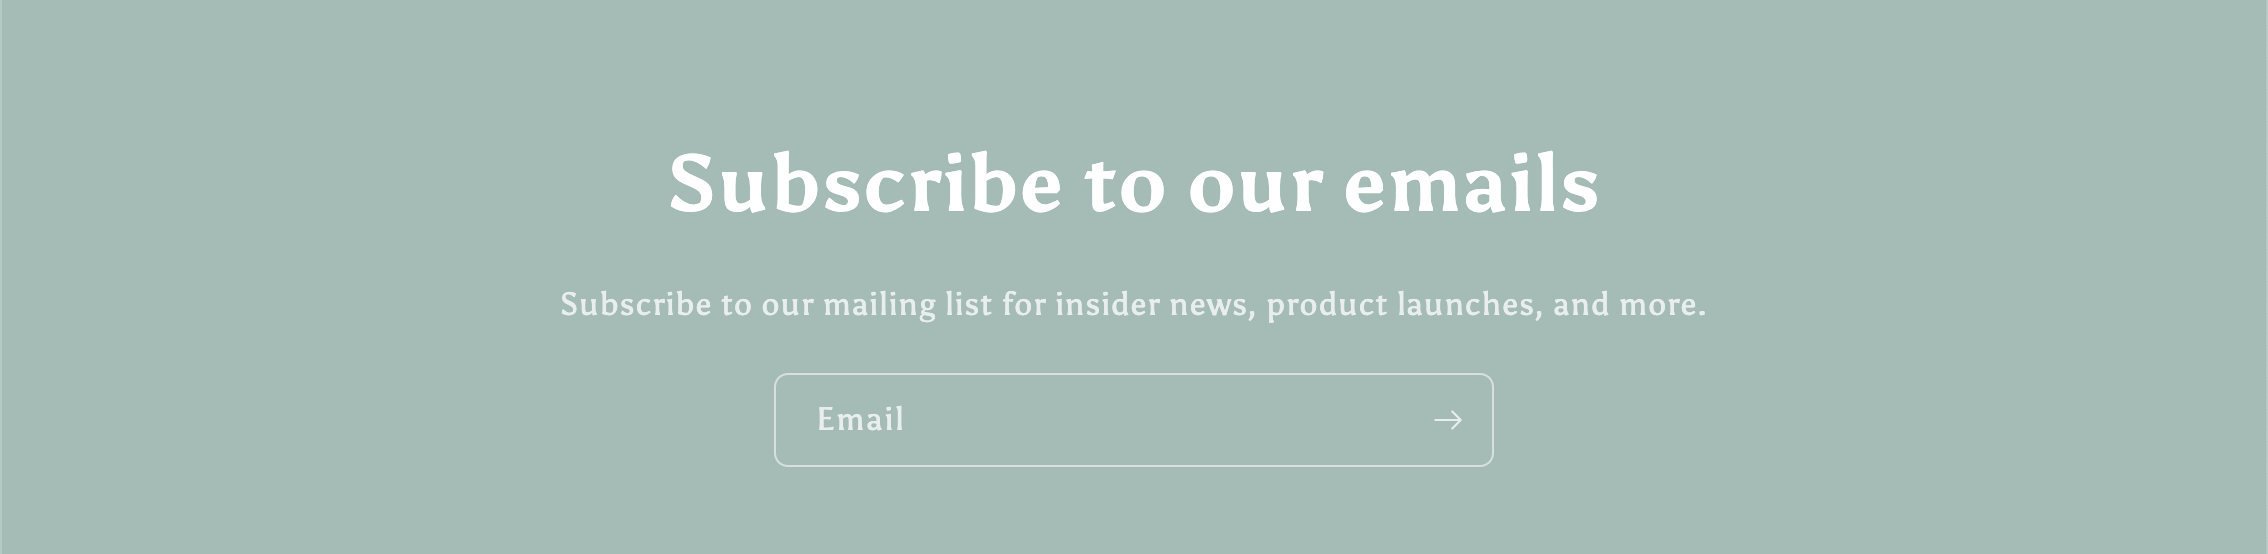 Subscribe to our emails
Subscribe to our mailing list for insider news, product launches, and more.
Email